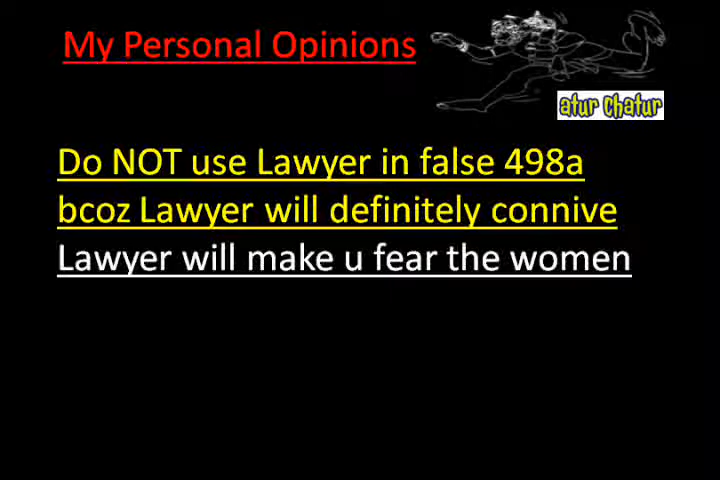 My Personal Opinions
atur chatur
Do NOT use Lawyer in false 498a
bcoz Lawyer will definitely connive
Lawyer will make u fear the women